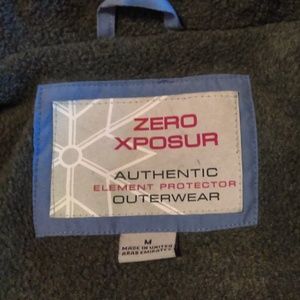 ZERO
XPOSUR
AUTHENTIC
ELEMENT PROTECTOR
OUTERWEAR
M
MADE IN UNITED
ARAB EMIRATES